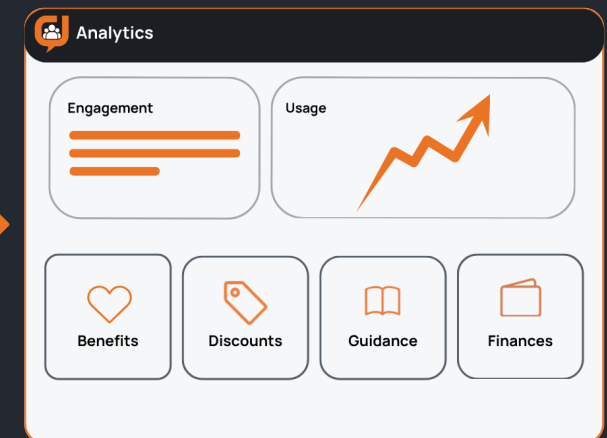 Analytics
Engagement
Usage
Benefits
Discounts
Guidance
Finances